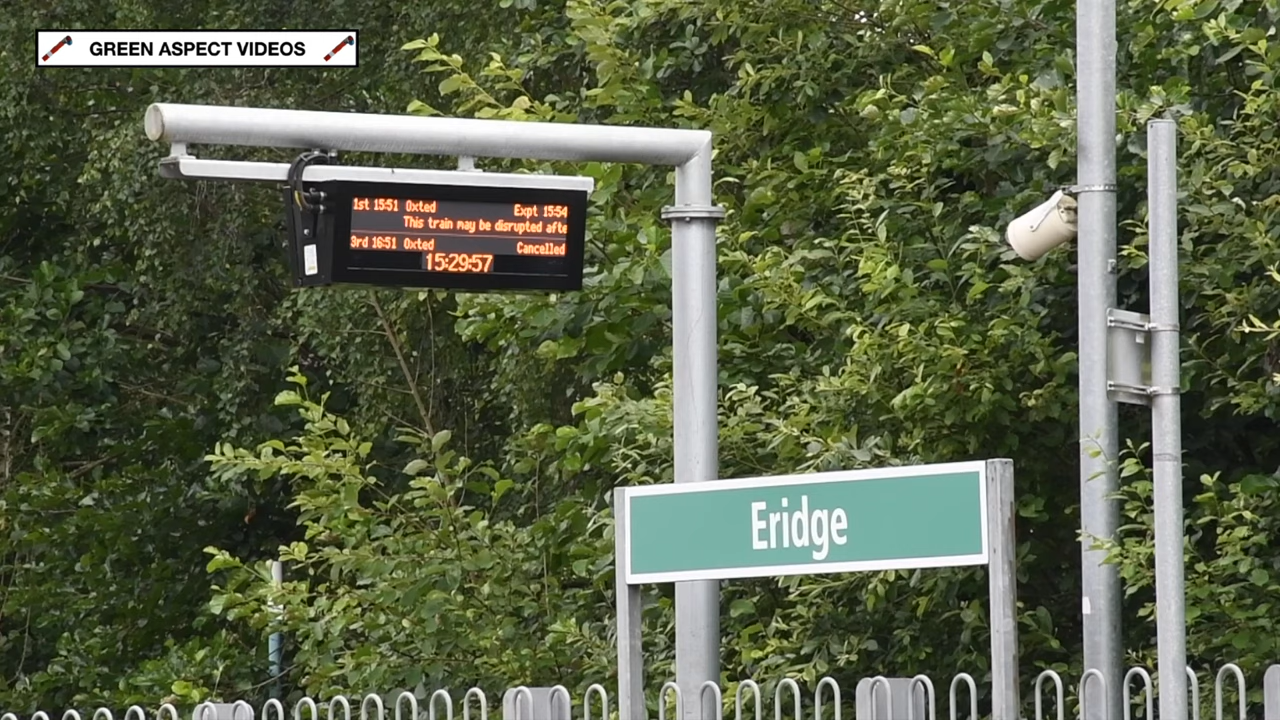 GREEN ASPECT VIDEOS
1st 15:51 Oxted Expt 15:54
This train may be disrupted afte
3rd 16:51 Oxted Cancelled
15:29:57
Eridge